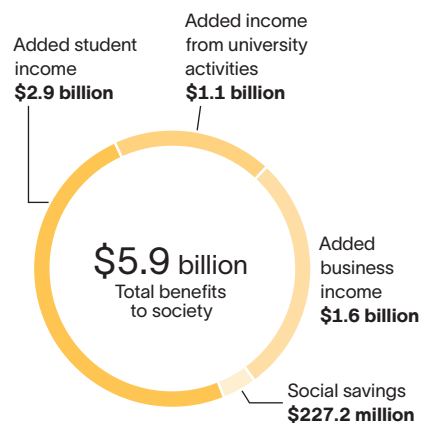 Added student
income
$2.9 billion
Added income
from university
activities
$1.1 billion
$5.9 billion
Total benefits
to society
Added
business
income
$1.6 billion
Social savings
$227.2 million